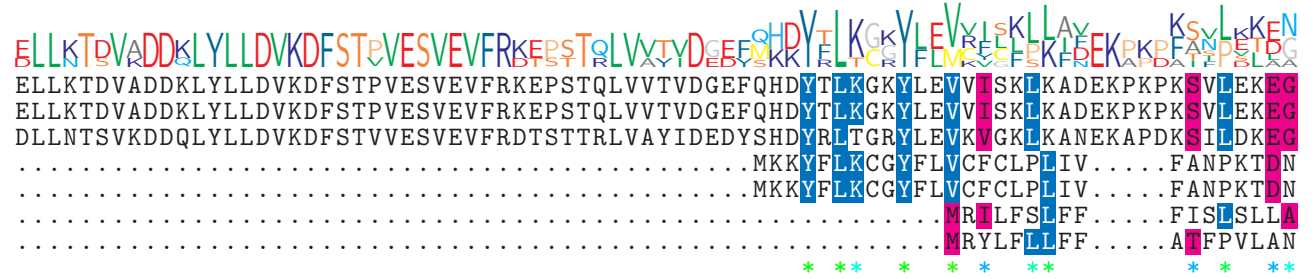 ELLKTDVADDKLYLLDVKDFSTPVESVEVFRKEPSTQLVVTVDGEFQHDYTLKGKYLEVVISKLKADEKPKPKSVLEKEG
ELLKTDVADDKLYLLDVKDFSTPVESVEVFRKEPSTQLVVTVDGEFQHDYTLKGKYLEVVISKLKADEKPKPKSVLEKEG
DLLNTSVKDDQLYLLDVKDFSTVVESVEVFRDTSTTRLVAYIDEDYSHDYRLTGRYLEVKVGKLKANEKAPDKSILDKEG
..............................................MKKYFLKCGYFLVCFCLPLIV.....FANPKTDN
..............................................MKKYFLKCGYFLVCFCLPLIV.....FANPKTDN
..........................................................MRILFSLFF.....FISLSLLA
..........................................................MRYLFLLFF.....ATFPVLAN
* ** * * * ** * * **